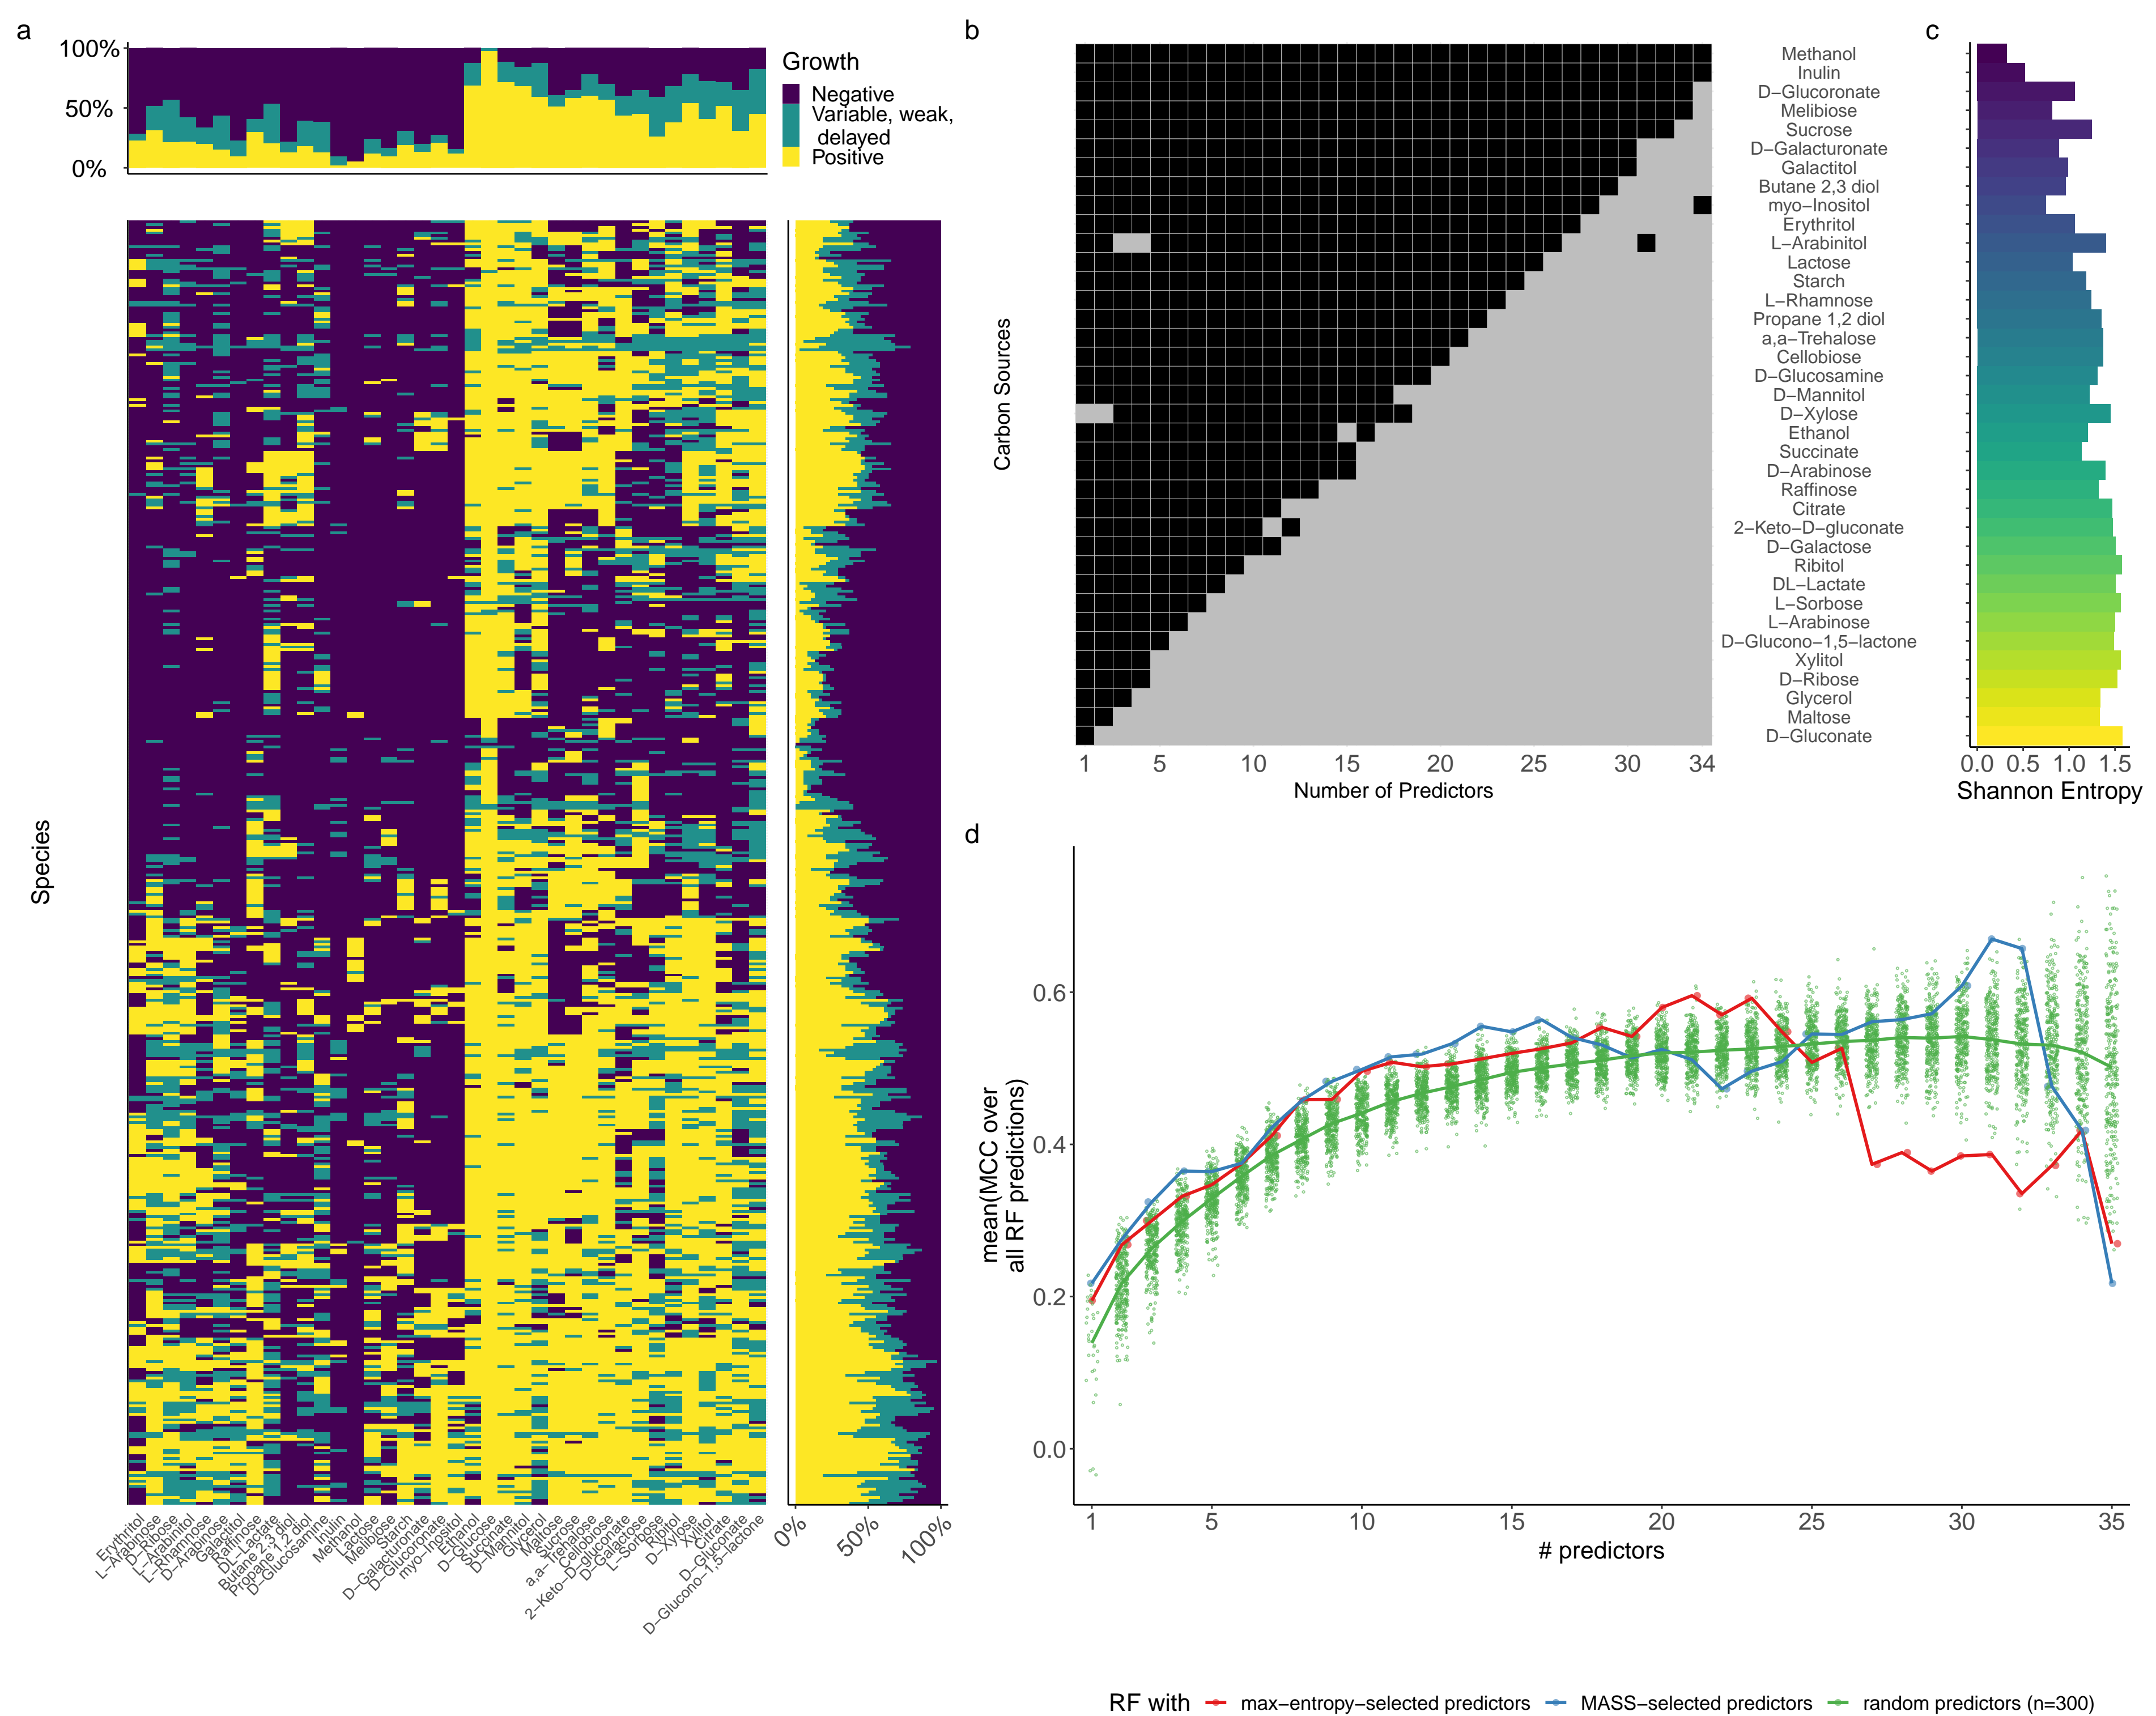 a
100%
50%
0%
Growth
Negative
Variable, weak,
delayed
Positive
Species
Erythritol
L−Arabinose
D−Ribose
L−Arabinitol
L−Rhamnose
D−Arabinose
Galactitol
Raffinose
DL−Lactate
Butane 2,3 diol
Propane 1,2 diol
D−Glucosamine
Inulin
Methanol
Lactose
Melibiose
Starch
D−Galacturonate
D−Glucoronate
myo−Inositol
Ethanol
D−Glucose
Succinate
D−Mannitol
Glycerol
Maltose
Sucrose
a,a−Trehalose
Cellobiose
2−Keto−D−gluconate
D−Galactose
L−Sorbose
Ribitol
D−Xylose
Xylitol
Citrate
D−Gluconate
D−Glucono−1,5−lactone
0%
50%
100%
b
Carbon Sources
Methanol
Inulin
D−Glucoronate
Melibiose
Sucrose
D−Galacturonate
Galactitol
Butane 2,3 diol
myo−Inositol
Erythritol
L−Arabinitol
Lactose
Starch
L−Rhamnose
Propane 1,2 diol
a,a−Trehalose
Cellobiose
D−Glucosamine
D−Mannitol
D−Xylose
Ethanol
Succinate
D−Arabinose
Raffinose
Citrate
2−Keto−D−gluconate
D−Galactose
Ribitol
DL−Lactate
L−Sorbose
L−Arabinose
D−Glucono−1,5−lactone
Xylitol
D−Ribose
Glycerol
Maltose
D−Gluconate
1 5 10 15 20 25 30 34
Number of Predictors
c
0.0 0.5 1.0 1.5
Shannon Entropy
d
mean(MCC over
all RF predictions)
0.6
0.4
0.2
0.0
1 5 10 15 20 25 30 35
# predictors
RF with max−entropy−selected predictors MASS−selected predictors random predictors (n=300)